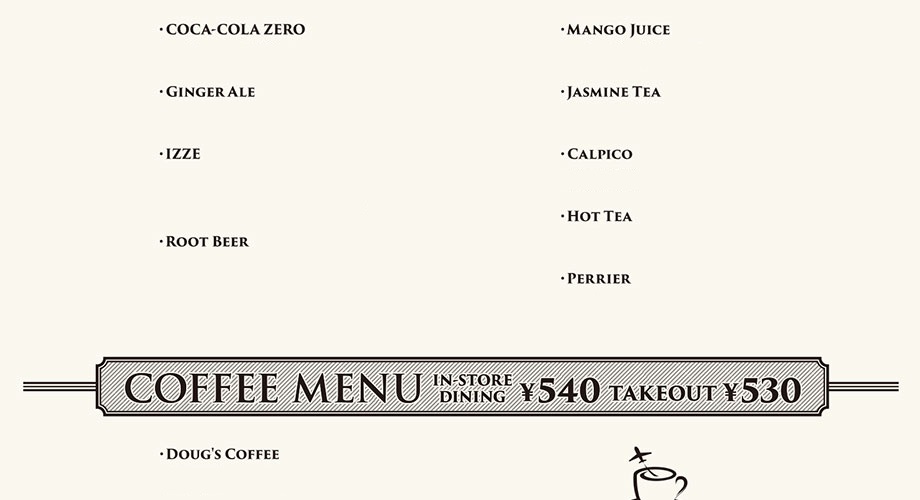 ・COCA-COLA ZERO
・GINGER ALE
・IZZE
・ROOT BEER
・MANGO JUICE
・JASMINE TEA
・CALPICO
・HOT TEA
・PERRIER
COFFEE MENU IN-STORE DINING ¥540 TAKEOUT ¥530
・DOUG'S COFFEE